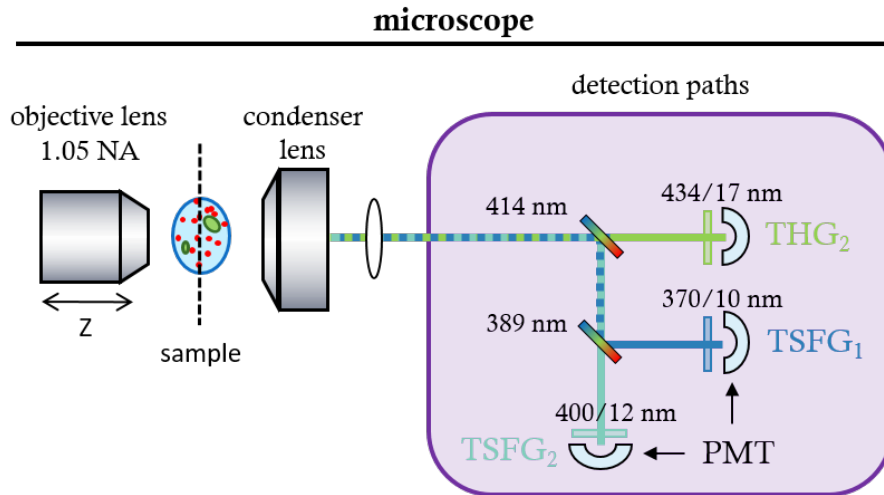 microscope
detection paths
objective lens
1.05 NA
condenser
lens
414 nm
434/17 nm
THG₂
370/10 nm
389 nm
TSFG₁
Z
sample
400/12 nm
TSFG₂
PMT